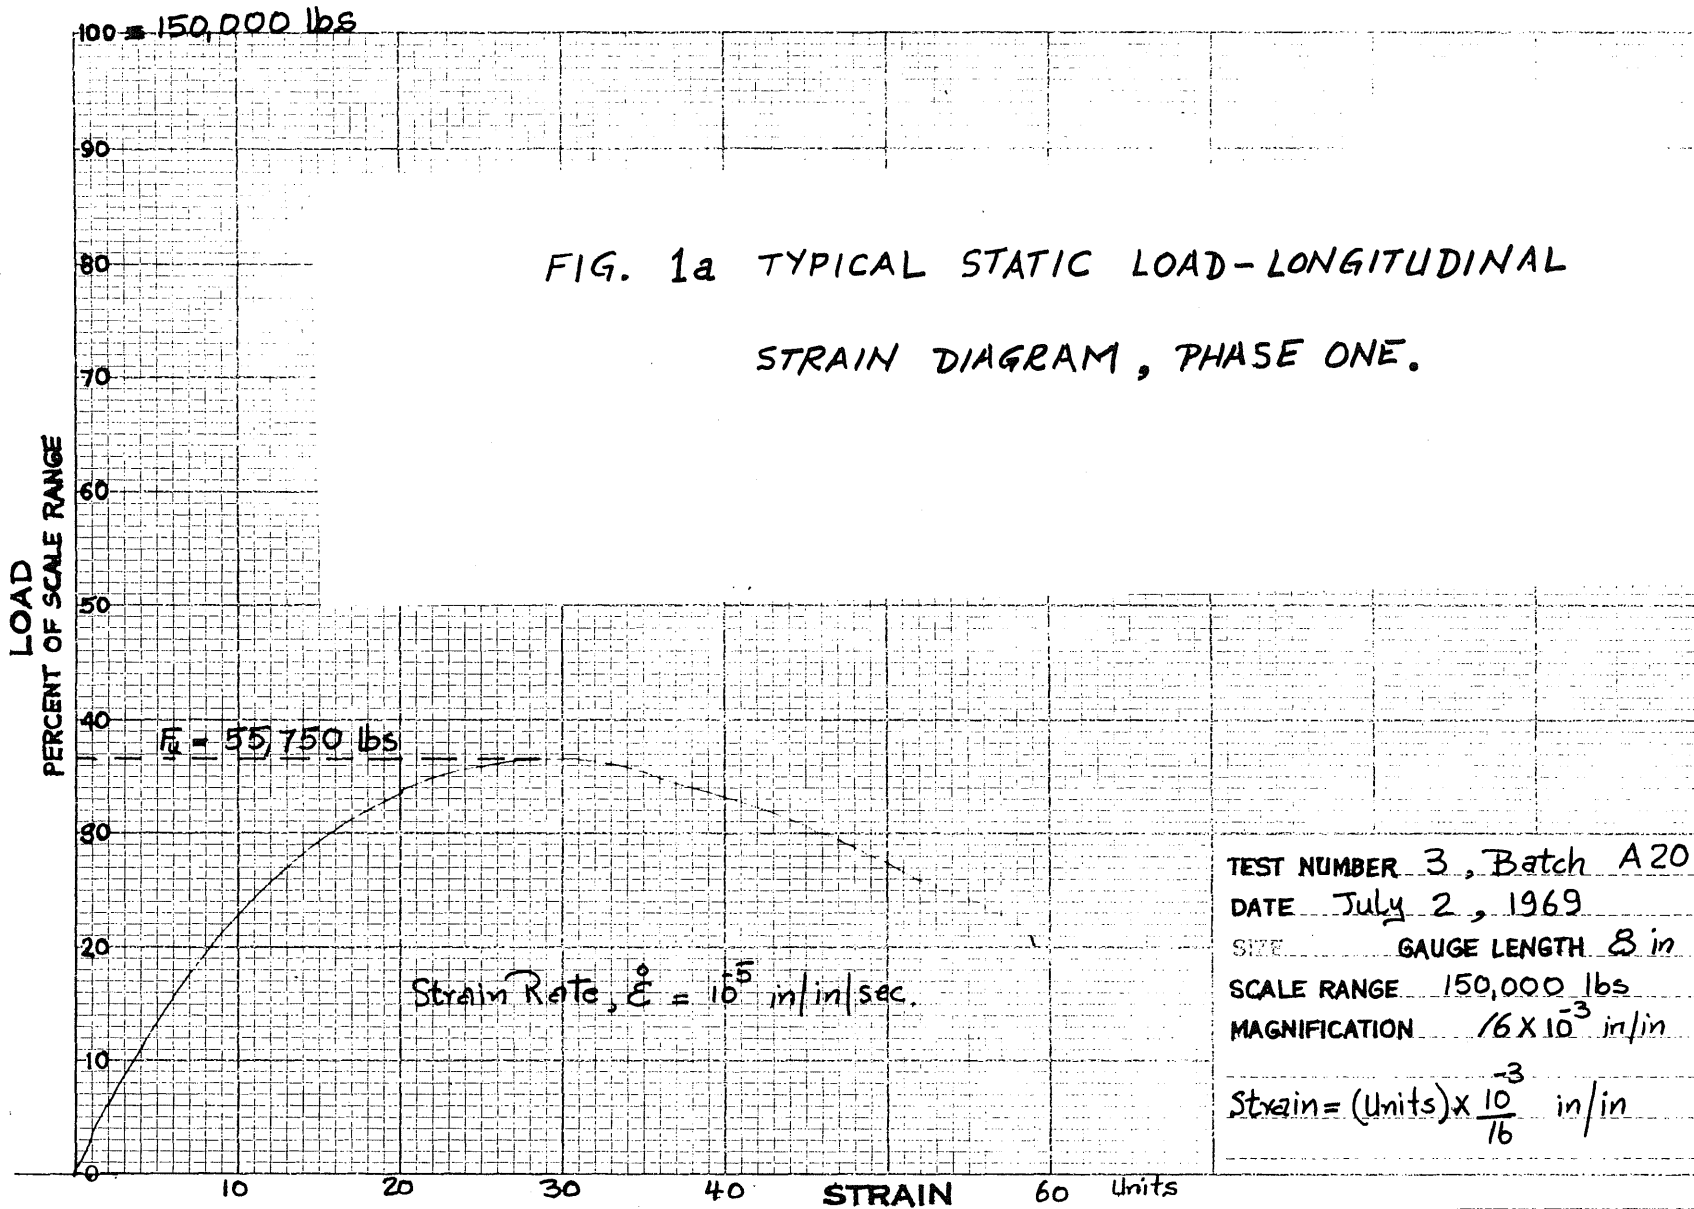 100 = 150,000 lbs
90
80
70
60
50
40
30
20
10
0
LOAD
PERCENT OF SCALE RANGE
FIG. 1a TYPICAL STATIC LOAD-LONGITUDINAL
STRAIN DIAGRAM, PHASE ONE.
Fu = 55,750 lbs
Strain Rate, ε̊ = 10⁻⁵ in/in/sec.
10 20 30 40 STRAIN 60 Units
TEST NUMBER 3, Batch A20
DATE July 2, 1969
SIZE GAUGE LENGTH 8 in
SCALE RANGE 150,000 lbs
MAGNIFICATION 16 X 10⁻³ in/in
Strain = (Units) x 10⁻³/16 in/in